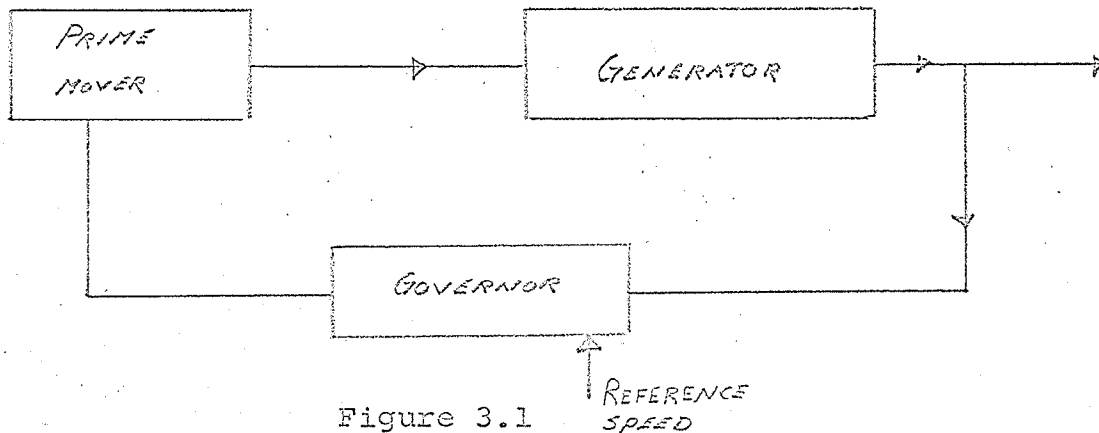 PRIME
MOVER
GENERATOR
GOVERNOR
REFERENCE
SPEED
Figure 3.1